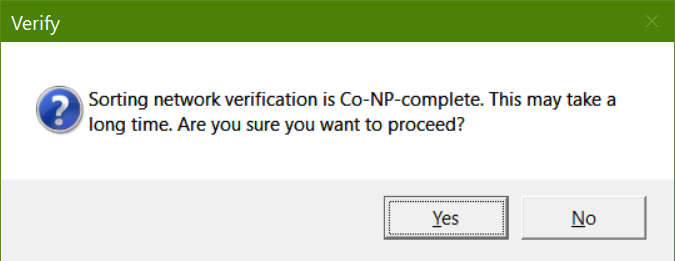 Verify
Sorting network verification is Co-NP-complete. This may take a
long time. Are you sure you want to proceed?
Yes
No